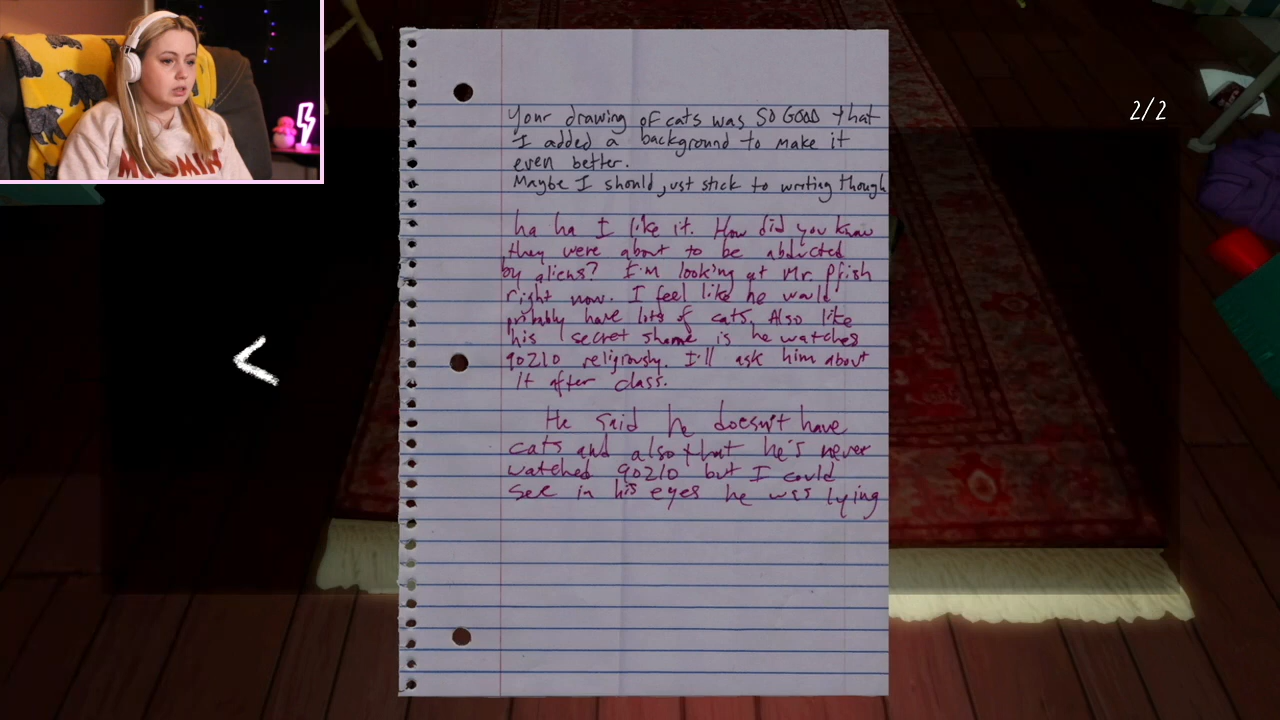 2/2
Your drawing of cats was SO GOOD that
I added a background to make it
even better.
Maybe I should just stick to writing though
ha ha I like it. How did you know
they were about to be abducted
by aliens? I'm looking at Mr. Pfish
right now. I feel like he would
probably have lots of cats. Also like
his secret shame is he watches
90210 religiously. I'll ask him about
it after class.
He said he doesn't have
cats and also that he's never
watched 90210 but I could
see in his eyes he was lying